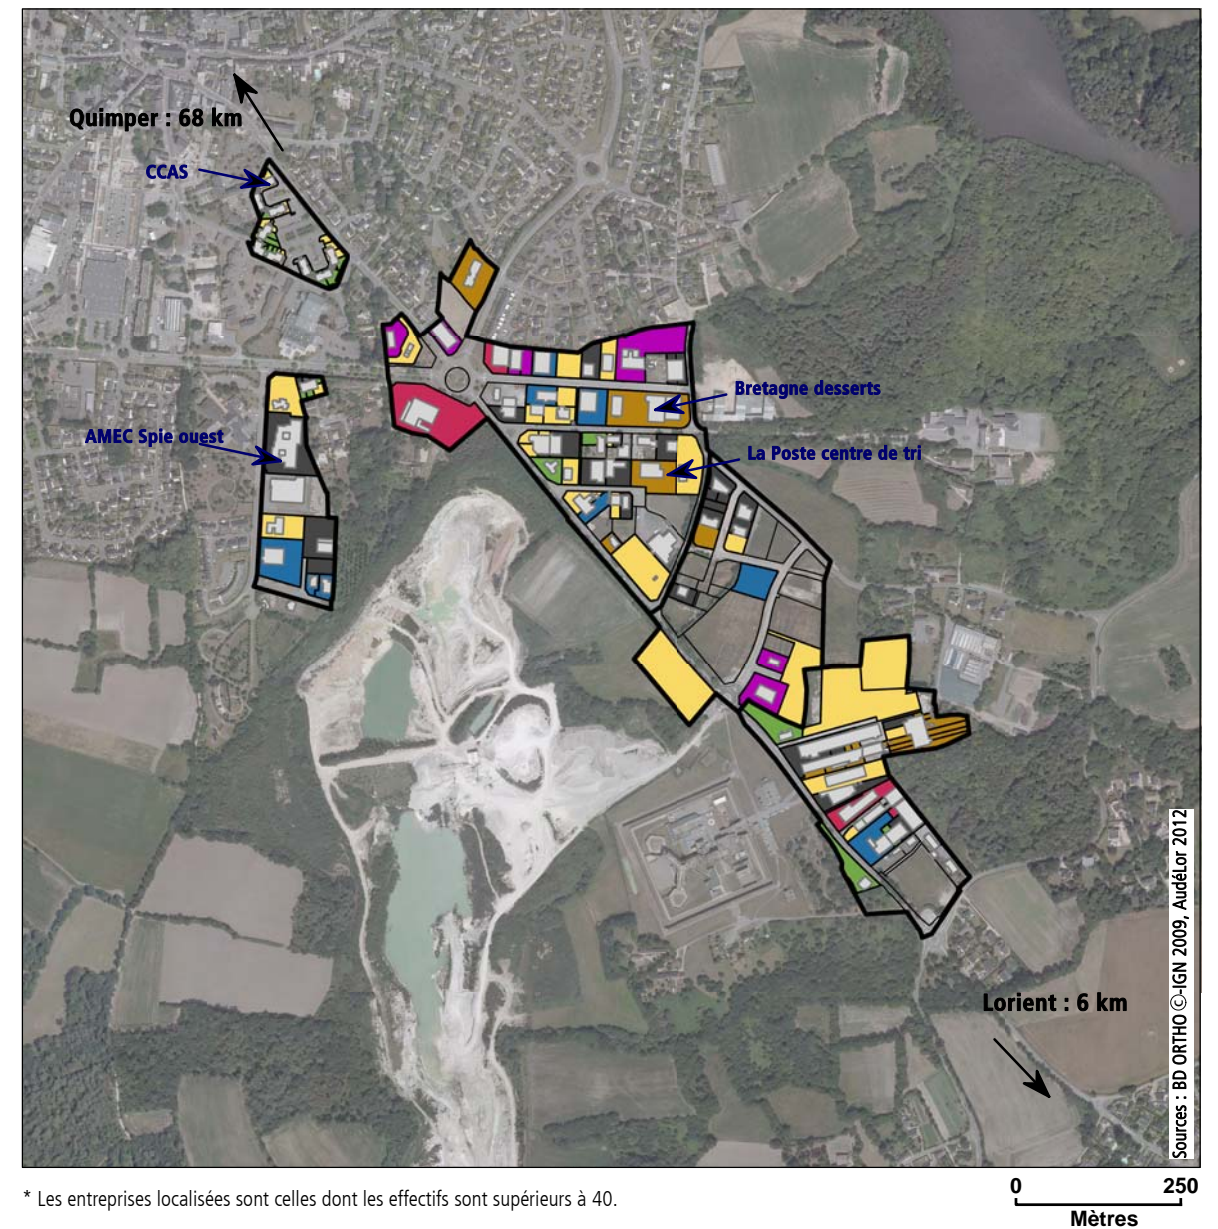 Quimper : 68 km
CCAS
Bretagne desserts
AMEC Spie ouest
La Poste centre de tri
Lorient : 6 km
Sources : BD ORTHO ©-IGN 2009, AudéLor 2012
* Les entreprises localisées sont celles dont les effectifs sont supérieurs à 40.
0 250
Mètres